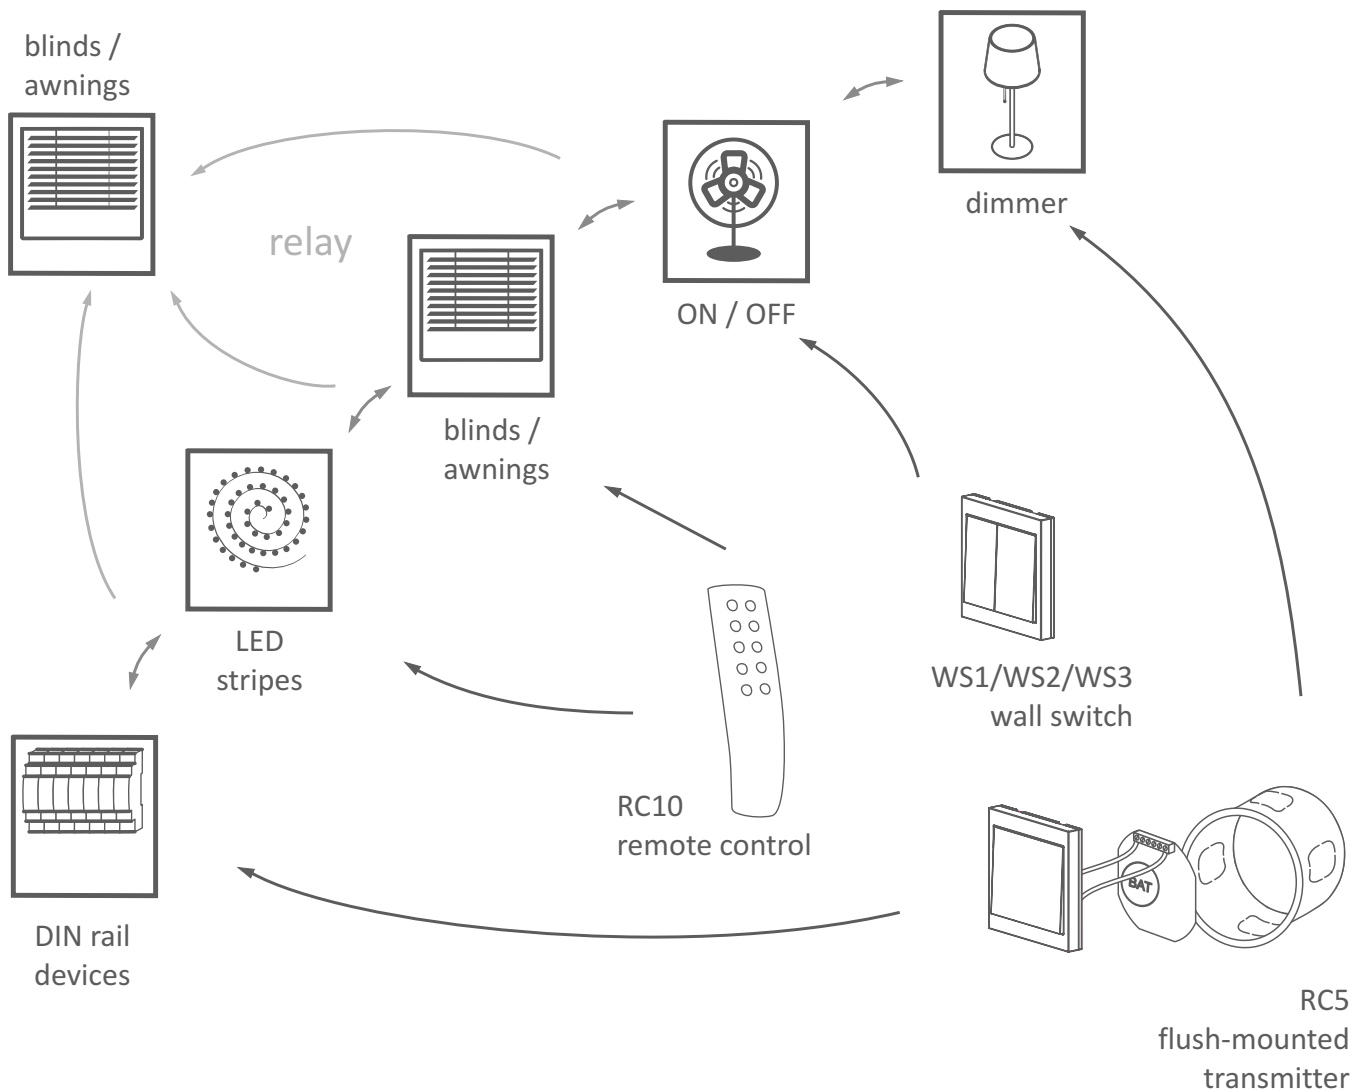 blinds /
awnings
dimmer
relay
ON / OFF
blinds /
awnings
LED
stripes
WS1/WS2/WS3
wall switch
RC10
remote control
BAT
DIN rail
devices
RC5
flush-mounted
transmitter